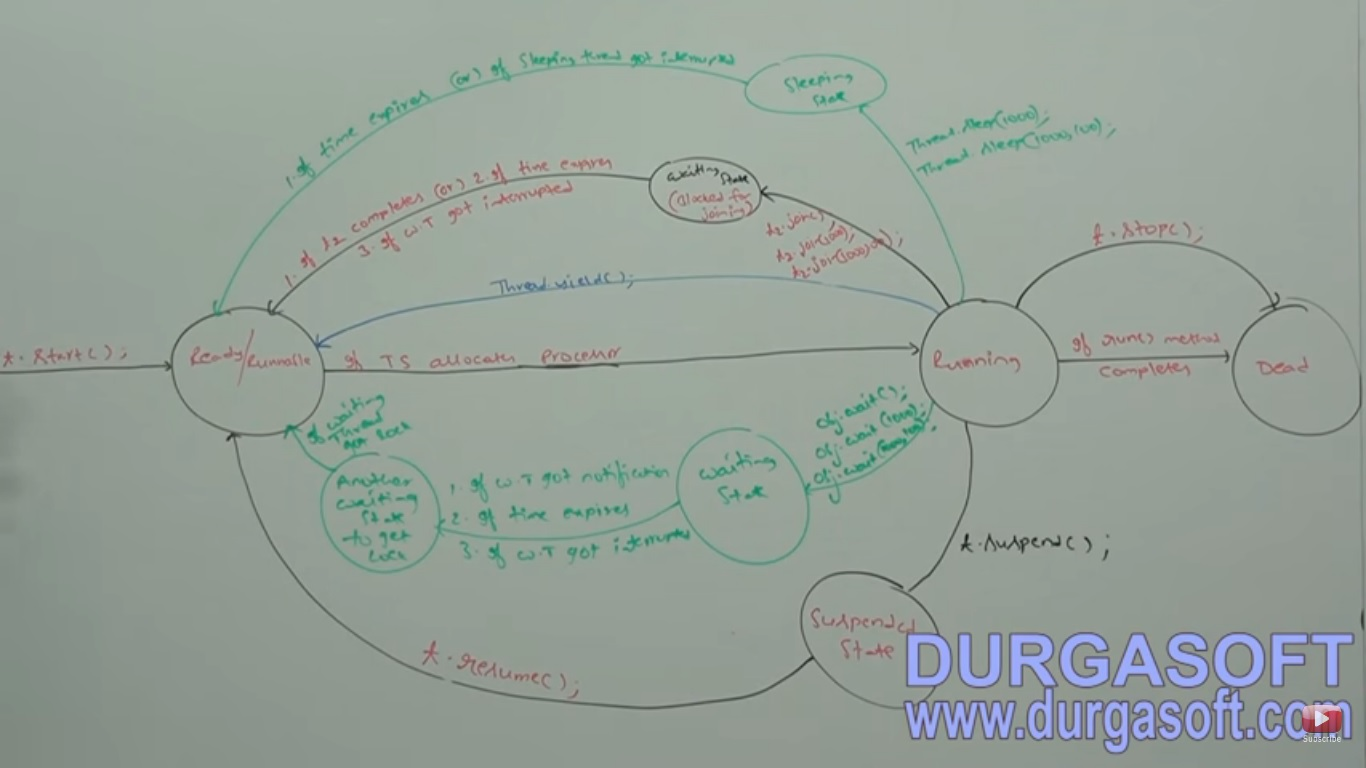 1. If time expires (or) If Sleeping thread got interrupted
Sleeping
State
Thread.sleep(1000);
Thread.sleep(1000,100);
1. If t2 completes (or) 2. If time expires
3. If W.T got interrupted
waiting
State
(Blocked for
joining)
t2.join();
t2.join(1000);
t2.join(1000,100);
t.stop();
Thread.yield();
t.start();
Ready/Runnable
If TS allocates Processor
Running
If run() method
completes
Dead
If waiting
Thread
got lock
Another
waiting
State
to get
lock
1. If W.T got notification
2. If time expires
3. If W.T got interrupted
waiting
State
obj.wait();
obj.wait(1000);
obj.wait(1000,100);
t.suspend();
Suspended
State
t.resume();
DURGASOFT
www.durgasoft.com
Subscribe